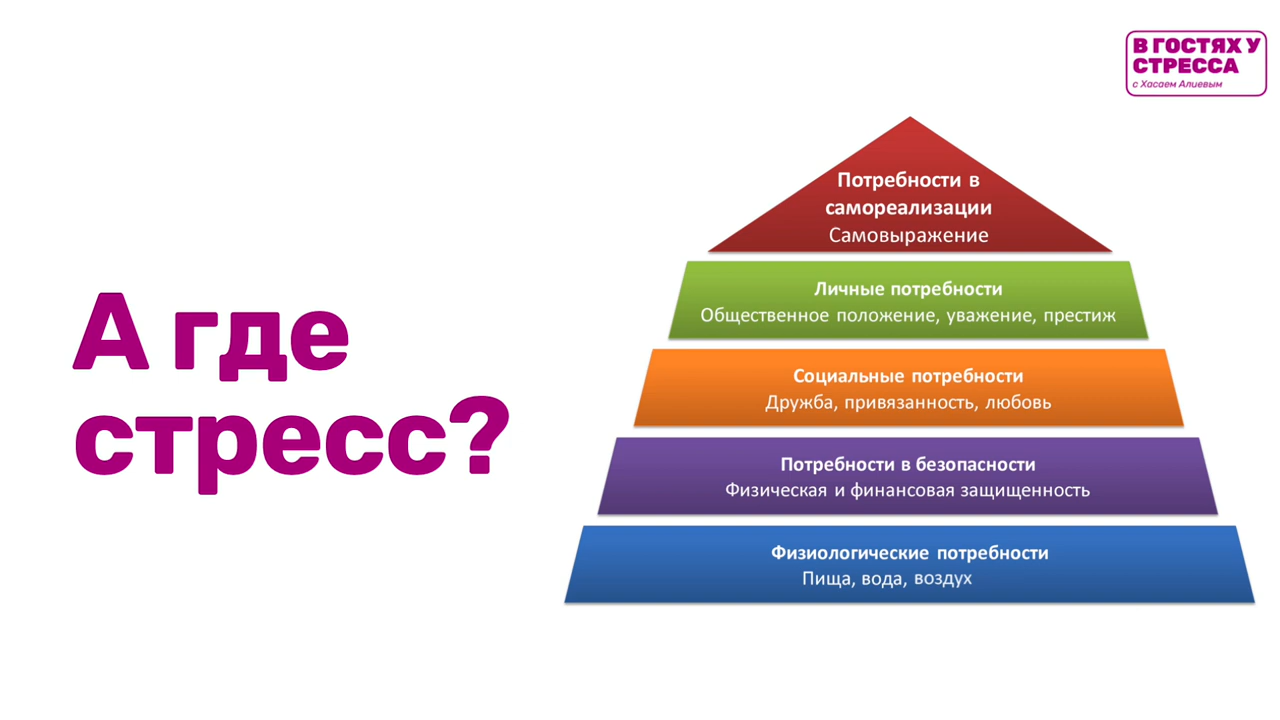 В ГОСТЯХ У
СТРЕССА
с Хасаем Алиевым
А где
стресс?
Потребности в
самореализации
Самовыражение
Личные потребности
Общественное положение, уважение, престиж
Социальные потребности
Дружба, привязанность, любовь
Потребности в безопасности
Физическая и финансовая защищенность
Физиологические потребности
Пища, вода, воздух